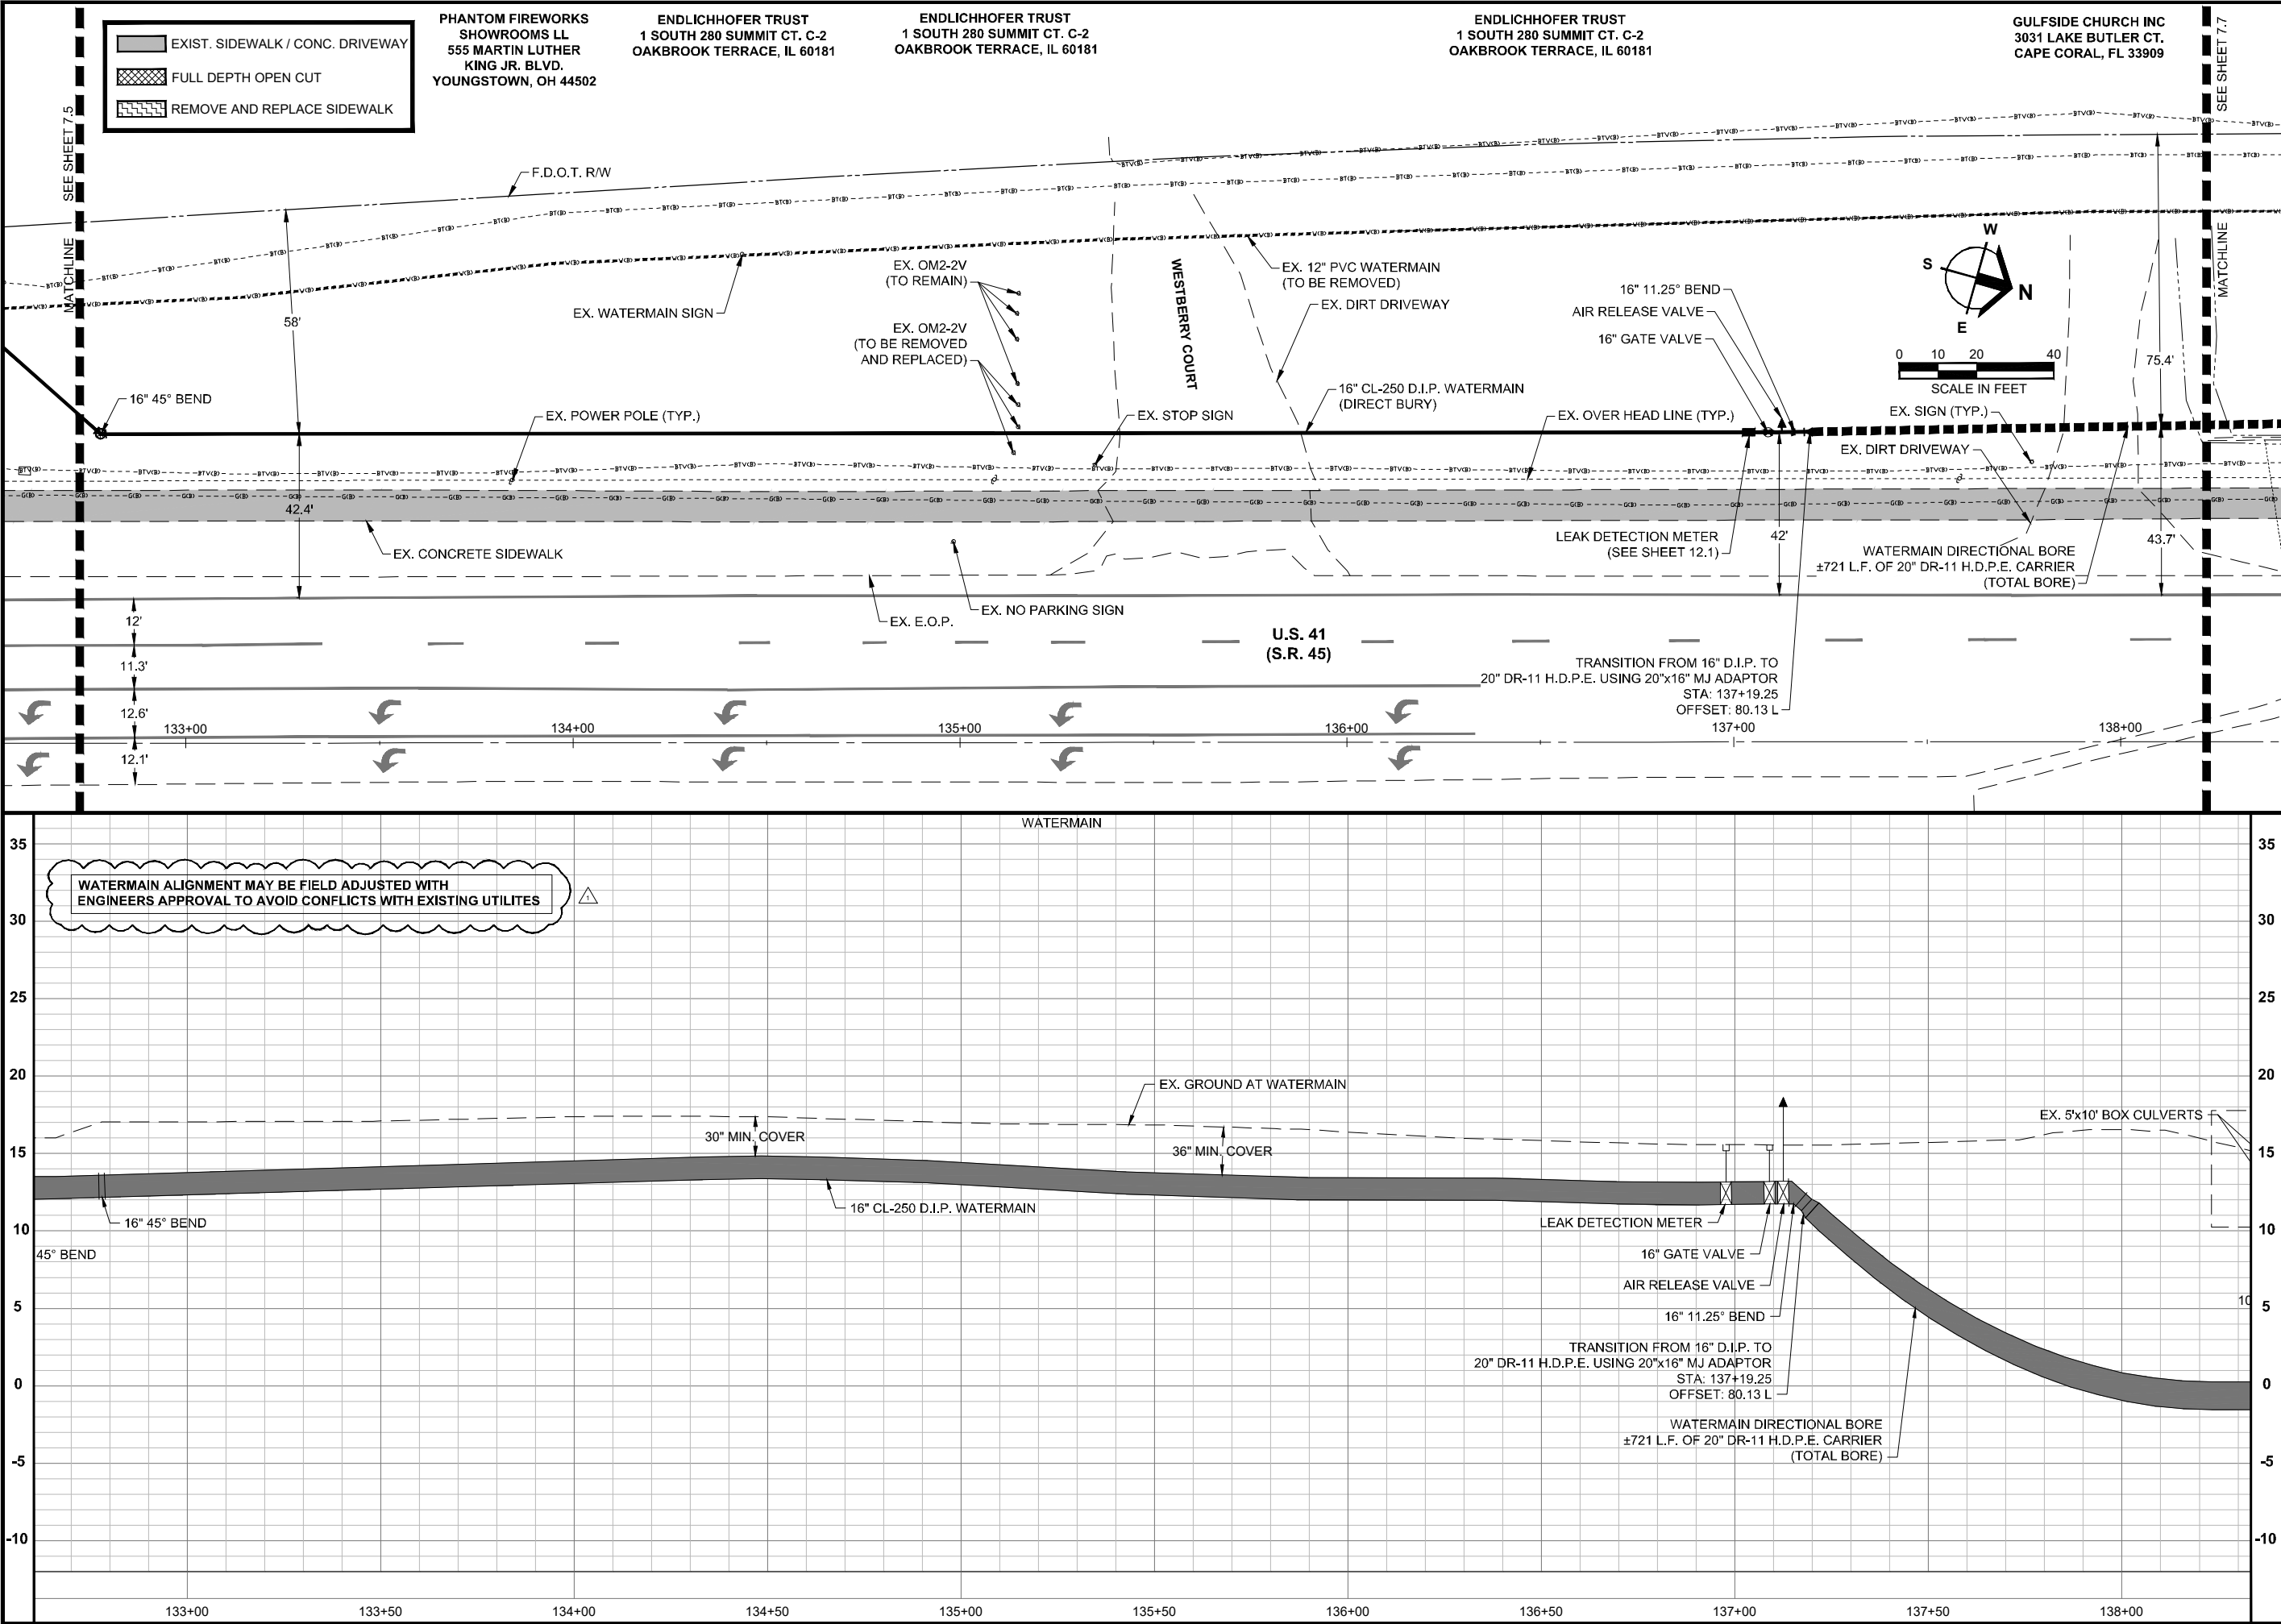 EXIST. SIDEWALK / CONC. DRIVEWAY
FULL DEPTH OPEN CUT
REMOVE AND REPLACE SIDEWALK
PHANTOM FIREWORKS
SHOWROOMS LL
555 MARTIN LUTHER
KING JR. BLVD.
YOUNGSTOWN, OH 44502
ENDLICHHOFER TRUST
1 SOUTH 280 SUMMIT CT. C-2
OAKBROOK TERRACE, IL 60181
ENDLICHHOFER TRUST
1 SOUTH 280 SUMMIT CT. C-2
OAKBROOK TERRACE, IL 60181
ENDLICHHOFER TRUST
1 SOUTH 280 SUMMIT CT. C-2
OAKBROOK TERRACE, IL 60181
GULFSIDE CHURCH INC
3031 LAKE BUTLER CT.
CAPE CORAL, FL 33909
SEE SHEET 7.5
MATCHLINE
SEE SHEET 7.7
MATCHLINE
F.D.O.T. R/W
58'
EX. WATERMAIN SIGN
EX. OM2-2V
(TO REMAIN)
EX. OM2-2V
(TO BE REMOVED
AND REPLACED)
WESTBERRY COURT
EX. 12" PVC WATERMAIN
(TO BE REMOVED)
EX. DIRT DRIVEWAY
16" 11.25° BEND
AIR RELEASE VALVE
16" GATE VALVE
W
S
N
E
0 10 20 40
SCALE IN FEET
75.4'
16" 45° BEND
EX. POWER POLE (TYP.)
EX. STOP SIGN
16" CL-250 D.I.P. WATERMAIN
(DIRECT BURY)
EX. OVER HEAD LINE (TYP.)
EX. SIGN (TYP.)
EX. DIRT DRIVEWAY
42.4'
EX. CONCRETE SIDEWALK
LEAK DETECTION METER
(SEE SHEET 12.1)
42'
WATERMAIN DIRECTIONAL BORE
±721 L.F. OF 20" DR-11 H.D.P.E. CARRIER
(TOTAL BORE)
43.7'
EX. NO PARKING SIGN
EX. E.O.P.
12'
11.3'
12.6'
12.1'
U.S. 41
(S.R. 45)
TRANSITION FROM 16" D.I.P. TO
20" DR-11 H.D.P.E. USING 20"x16" MJ ADAPTOR
STA: 137+19.25
OFFSET: 80.13 L
133+00 134+00 135+00 136+00 137+00 138+00
WATERMAIN
WATERMAIN ALIGNMENT MAY BE FIELD ADJUSTED WITH
ENGINEERS APPROVAL TO AVOID CONFLICTS WITH EXISTING UTILITES
35 35
30 30
25 25
20 20
15 15
10 10
5 5
0 0
-5 -5
-10 -10
EX. GROUND AT WATERMAIN
30" MIN. COVER
36" MIN. COVER
EX. 5'x10' BOX CULVERTS
16" 45° BEND
45° BEND
16" CL-250 D.I.P. WATERMAIN
LEAK DETECTION METER
16" GATE VALVE
AIR RELEASE VALVE
16" 11.25° BEND
10
TRANSITION FROM 16" D.I.P. TO
20" DR-11 H.D.P.E. USING 20"x16" MJ ADAPTOR
STA: 137+19.25
OFFSET: 80.13 L
WATERMAIN DIRECTIONAL BORE
±721 L.F. OF 20" DR-11 H.D.P.E. CARRIER
(TOTAL BORE)
133+00 133+50 134+00 134+50 135+00 135+50 136+00 136+50 137+00 137+50 138+00